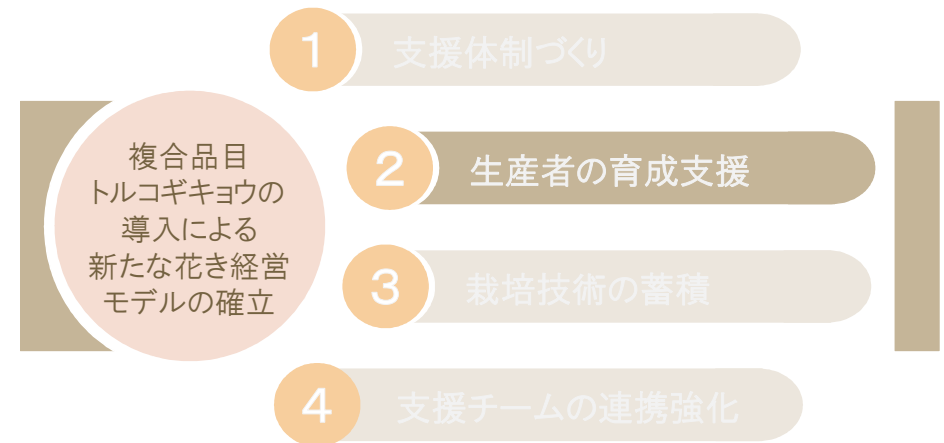 1 支援体制づくり
複合品目
トルコギキョウの
導入による
新たな花き経営
モデルの確立
2 生産者の育成支援
3 栽培技術の蓄積
4 支援チームの連携強化